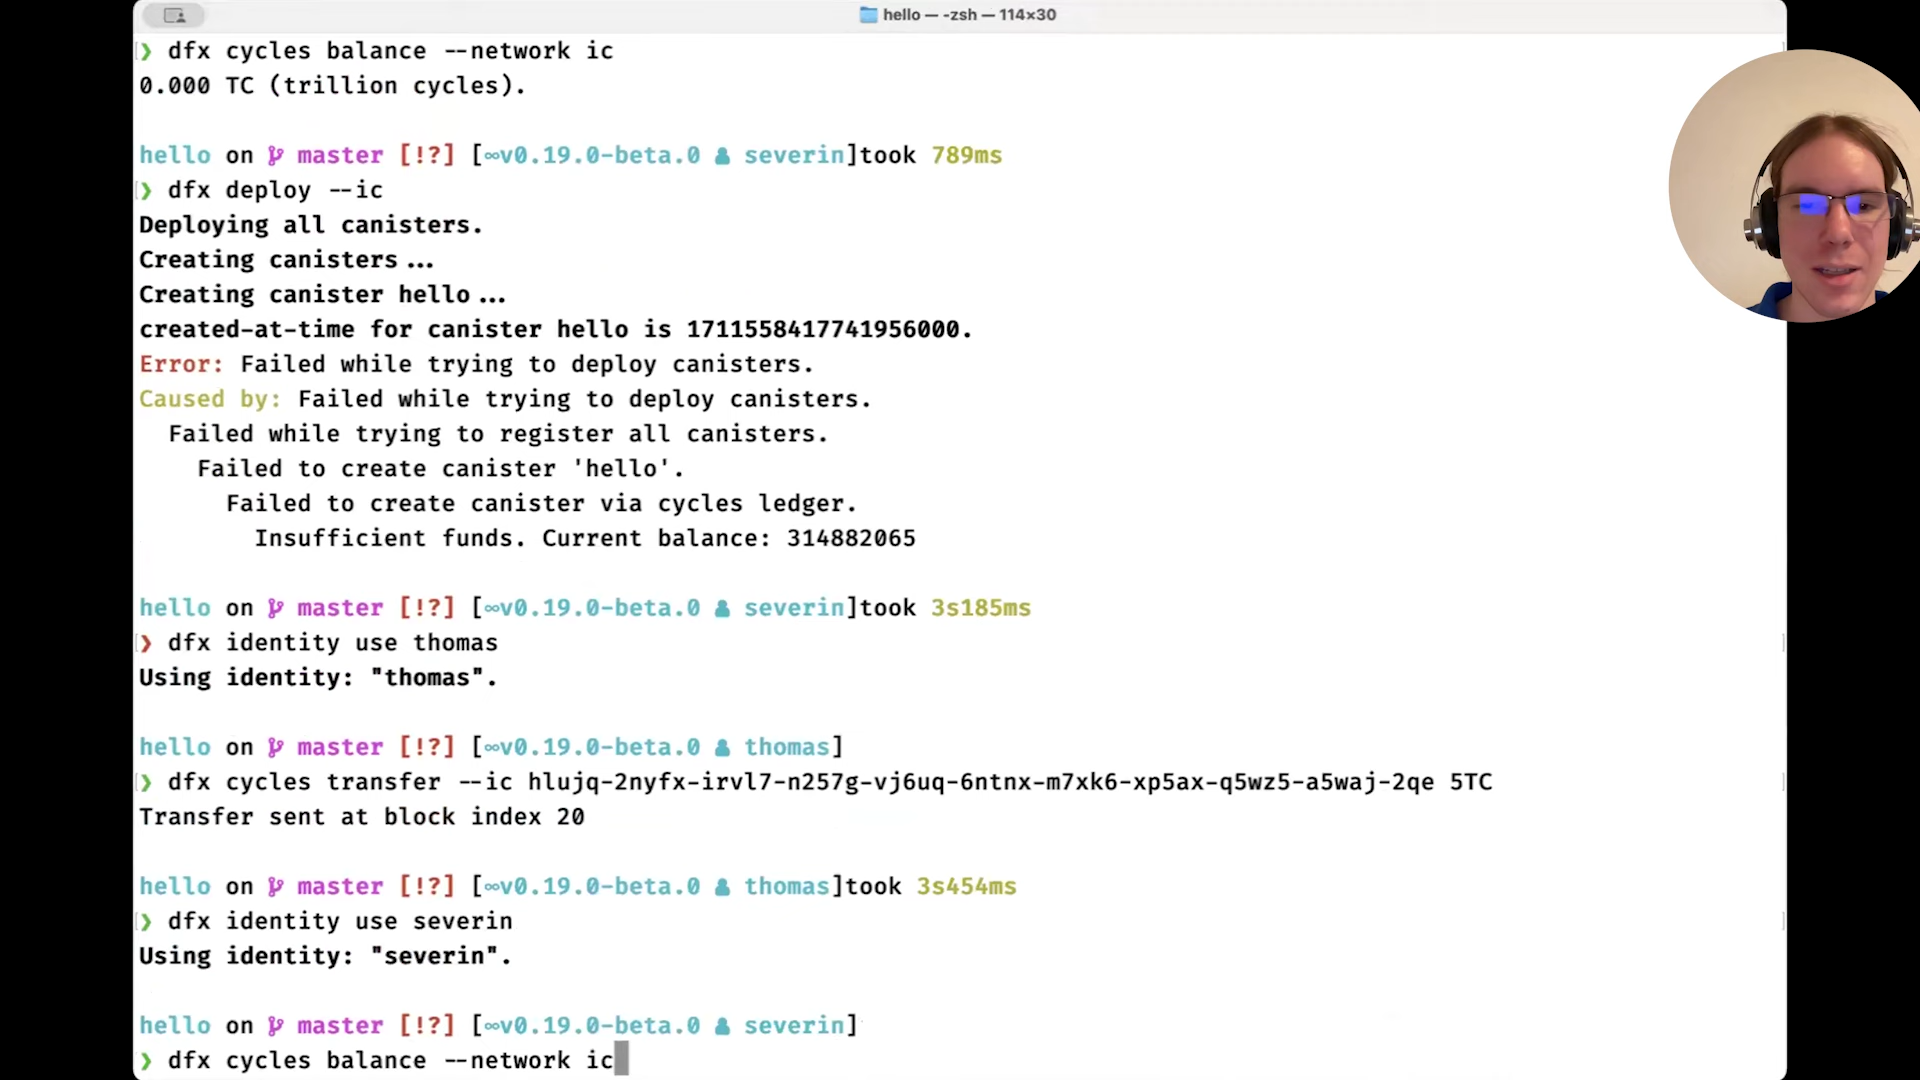 hello — -zsh — 114×30
❯ dfx cycles balance --network ic
0.000 TC (trillion cycles).
hello on master [!?] [∞v0.19.0-beta.0 severin]took 789ms
❯ dfx deploy --ic
Deploying all canisters.
Creating canisters...
Creating canister hello...
created-at-time for canister hello is 1711558417741956000.
Error: Failed while trying to deploy canisters.
Caused by: Failed while trying to deploy canisters.
Failed while trying to register all canisters.
Failed to create canister 'hello'.
Failed to create canister via cycles ledger.
Insufficient funds. Current balance: 314882065
hello on master [!?] [∞v0.19.0-beta.0 severin]took 3s185ms
❯ dfx identity use thomas
Using identity: "thomas".
hello on master [!?] [∞v0.19.0-beta.0 thomas]
❯ dfx cycles transfer --ic hlujq-2nyfx-irvl7-n257g-vj6uq-6ntnx-m7xk6-xp5ax-q5wz5-a5waj-2qe 5TC
Transfer sent at block index 20
hello on master [!?] [∞v0.19.0-beta.0 thomas]took 3s454ms
❯ dfx identity use severin
Using identity: "severin".
hello on master [!?] [∞v0.19.0-beta.0 severin]
❯ dfx cycles balance --network ic